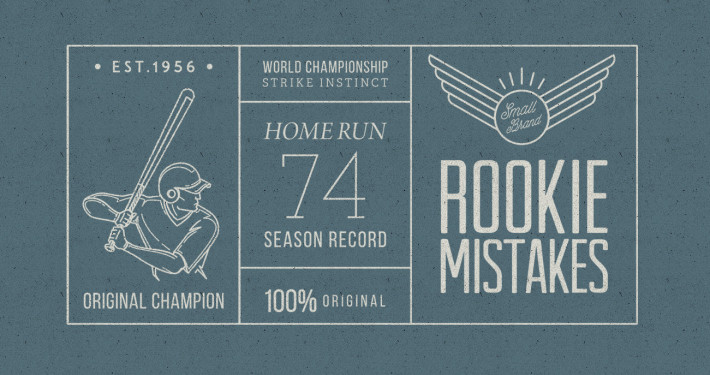 • EST.1956 •
ORIGINAL CHAMPION
WORLD CHAMPIONSHIP
STRIKE INSTINCT
HOME RUN
74
SEASON RECORD
100% ORIGINAL
Small
Brand
ROOKIE
MISTAKES